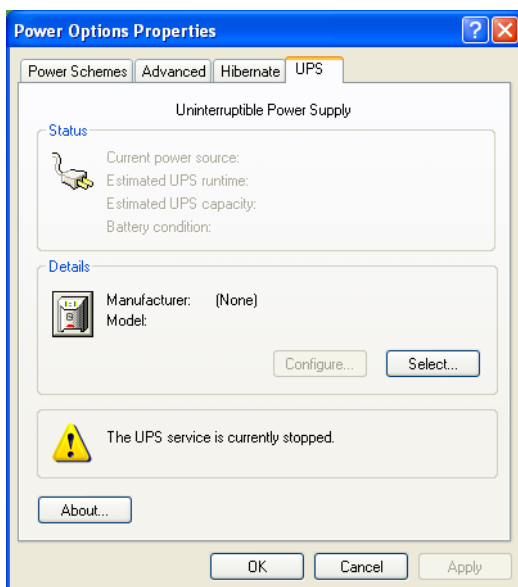 Power Options Properties
Power Schemes Advanced Hibernate UPS
Uninterruptible Power Supply
Status
Current power source:
Estimated UPS runtime:
Estimated UPS capacity:
Battery condition:
Details
Manufacturer: (None)
Model:
Configure... Select...
The UPS service is currently stopped.
About...
OK Cancel Apply